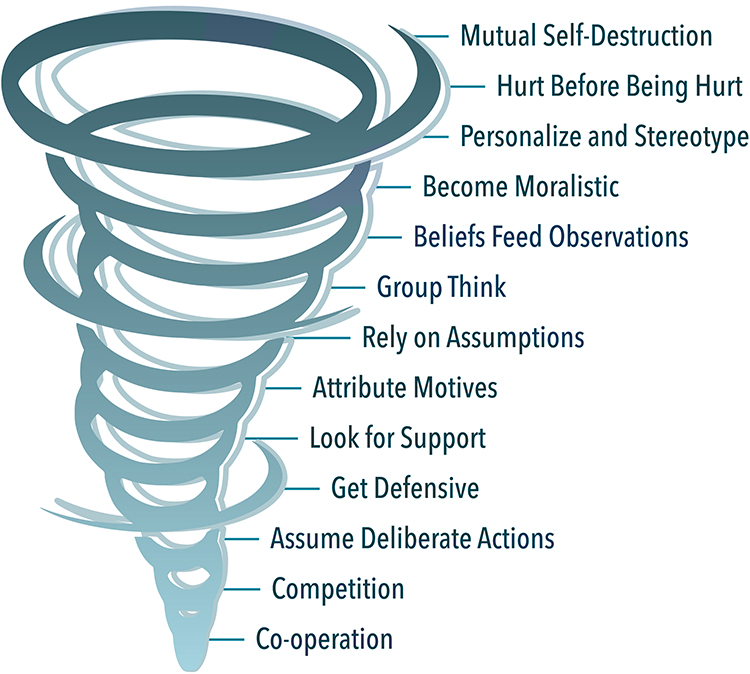 Mutual Self-Destruction
Hurt Before Being Hurt
Personalize and Stereotype
Become Moralistic
Beliefs Feed Observations
Group Think
Rely on Assumptions
Attribute Motives
Look for Support
Get Defensive
Assume Deliberate Actions
Competition
Co-operation